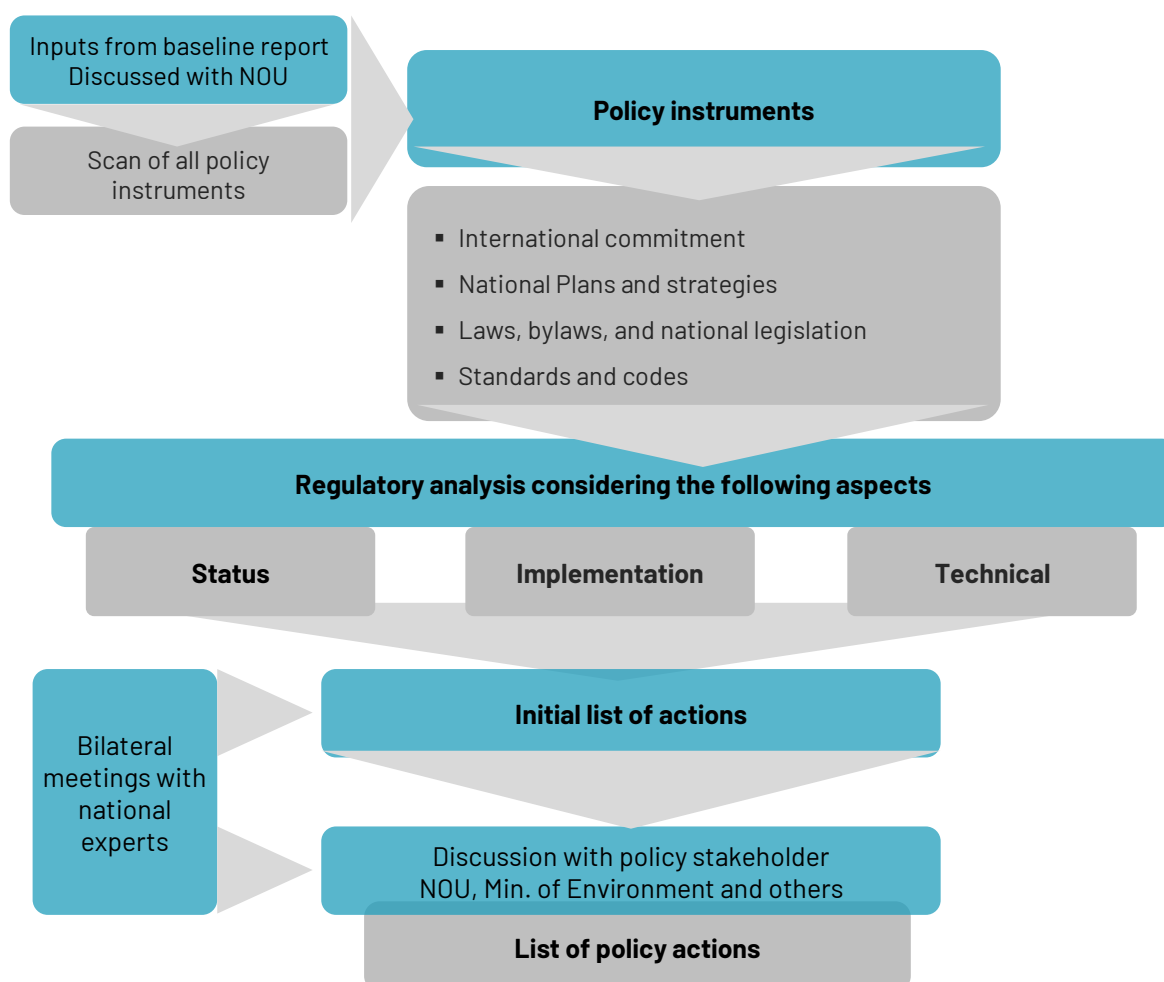 Inputs from baseline report
Discussed with NOU
Scan of all policy
instruments
Policy instruments
▪ International commitment
▪ National Plans and strategies
▪ Laws, bylaws, and national legislation
▪ Standards and codes
Regulatory analysis considering the following aspects
Status
Implementation
Technical
Initial list of actions
Bilateral
meetings with
national
experts
Discussion with policy stakeholder
NOU, Min. of Environment and others
List of policy actions